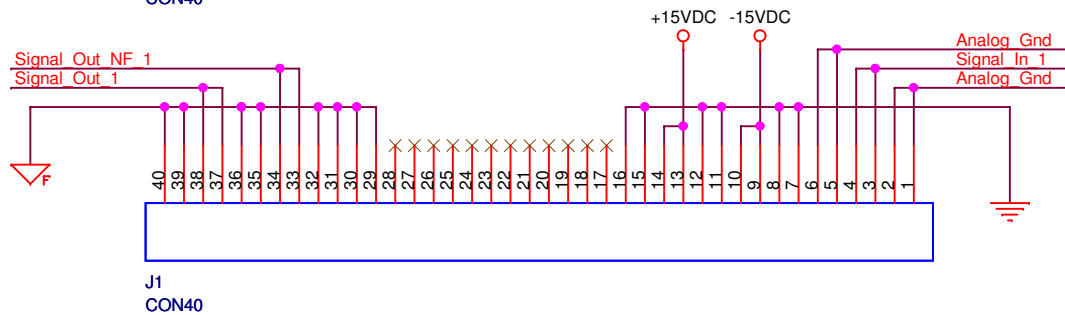 CON40
+15VDC -15VDC
Signal_Out_NF_1
Analog_Gnd
Signal_Out_1
Signal_In_1
Analog_Gnd
F
40 39 38 37 36 35 34 33 32 31 30 29 28 27 26 25 24 23 22 21 20 19 18 17 16 15 14 13 12 11 10 9 8 7 6 5 4 3 2 1
J1
CON40